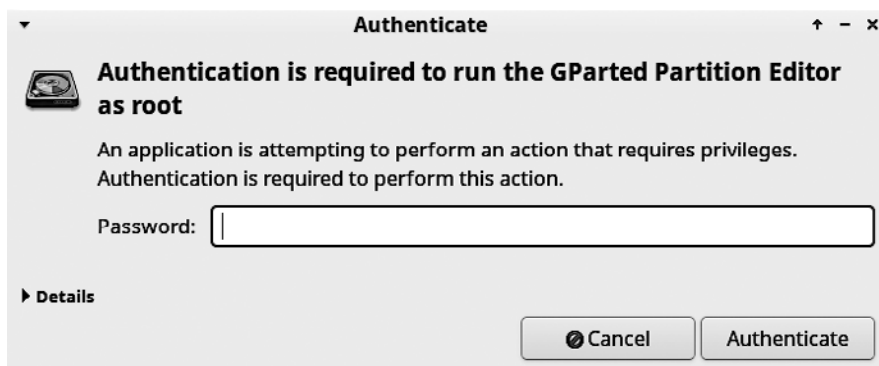 Authenticate
Authentication is required to run the GParted Partition Editor
as root
An application is attempting to perform an action that requires privileges.
Authentication is required to perform this action.
Password:
Details
Cancel Authenticate